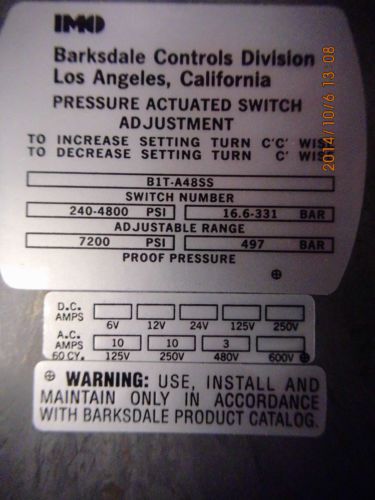 IMO
Barksdale Controls Division
Los Angeles, California
PRESSURE ACTUATED SWITCH
ADJUSTMENT
TO INCREASE SETTING TURN C'C' WIS
TO DECREASE SETTING TURN C' WIS
B1T-A48SS
SWITCH NUMBER
240-4800 PSI 16.6-331 BAR
ADJUSTABLE RANGE
7200 PSI 497 BAR
PROOF PRESSURE
D.C. AMPS
6V 12V 24V 125V 250V
A.C. AMPS 10 10 3
60 CY. 125V 250V 480V 600V
WARNING: USE, INSTALL AND
MAINTAIN ONLY IN ACCORDANCE
WITH BARKSDALE PRODUCT CATALOG.
2014/10/6 13:08